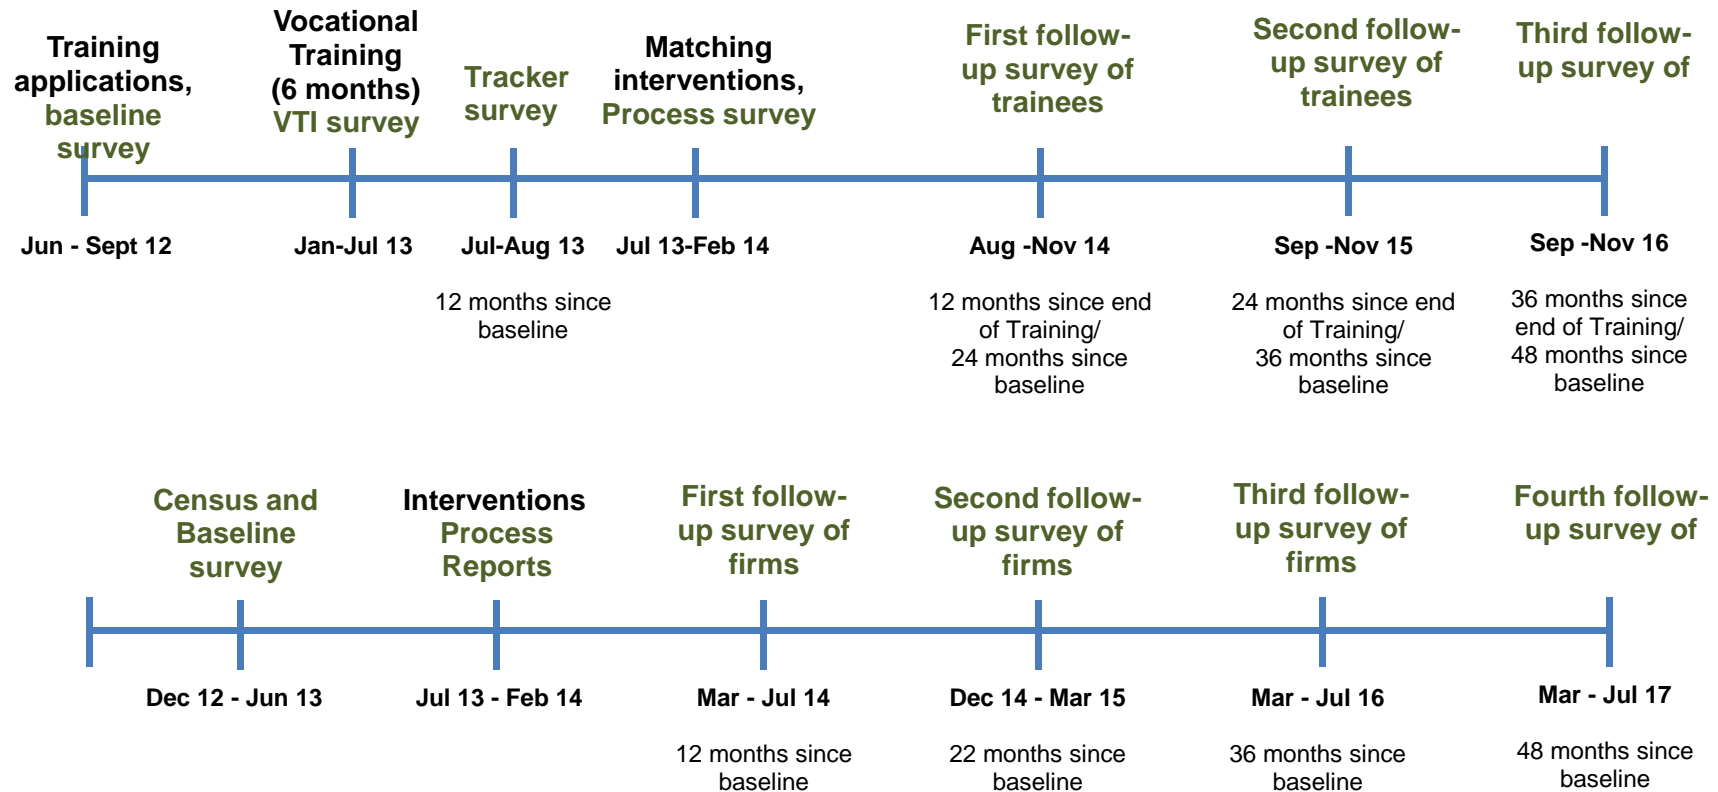 Training
applications,
baseline
survey
Vocational
Training
(6 months)
VTI survey
Tracker
survey
Matching
interventions,
Process survey
First follow-
up survey of
trainees
Second follow-
up survey of
trainees
Third follow-
up survey of
Jun - Sept 12
Jan-Jul 13
Jul-Aug 13
Jul 13-Feb 14
Aug -Nov 14
Sep -Nov 15
Sep -Nov 16
12 months since
baseline
12 months since end
of Training/
24 months since
baseline
24 months since end
of Training/
36 months since
baseline
36 months since
end of Training/
48 months since
baseline
Census and
Baseline
survey
Interventions
Process
Reports
First follow-
up survey of
firms
Second follow-
up survey of
firms
Third follow-
up survey of
firms
Fourth follow-
up survey of
Dec 12 - Jun 13
Jul 13 - Feb 14
Mar - Jul 14
Dec 14 - Mar 15
Mar - Jul 16
Mar - Jul 17
12 months since
baseline
22 months since
baseline
36 months since
baseline
48 months since
baseline